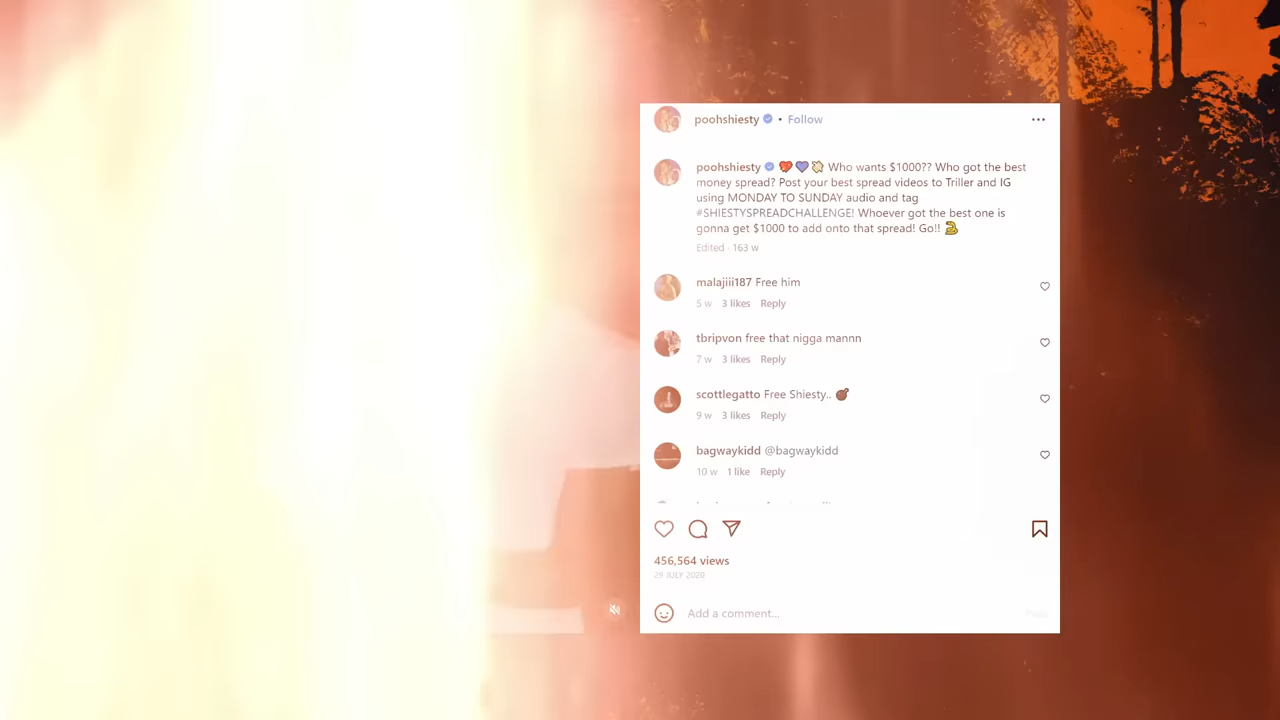 poohshiesty • Follow
poohshiesty Who wants $1000?? Who got the best
money spread? Post your best spread videos to Triller and IG
using MONDAY TO SUNDAY audio and tag
#SHIESTYSPREADCHALLENGE! Whoever got the best one is
gonna get $1000 to add onto that spread! Go!!
Edited · 163 w
malajiii187 Free him
5 w 3 likes Reply
tbripvon free that nigga mannn
7 w 3 likes Reply
scottlegatto Free Shiesty..
9 w 3 likes Reply
bagwaykidd @bagwaykidd
10 w 1 like Reply
456,564 views
29 JULY 2020
Add a comment...